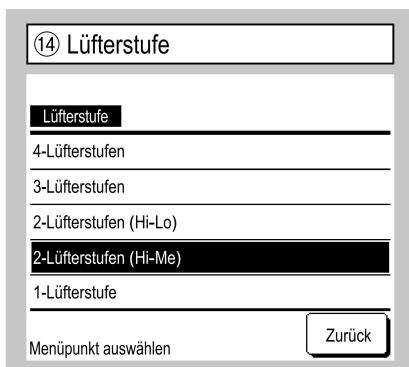 ⑭ Lüfterstufe
Lüfterstufe
4-Lüfterstufen
3-Lüfterstufen
2-Lüfterstufen (Hi-Lo)
2-Lüfterstufen (Hi-Me)
1-Lüfterstufe
Menüpunkt auswählen
Zurück